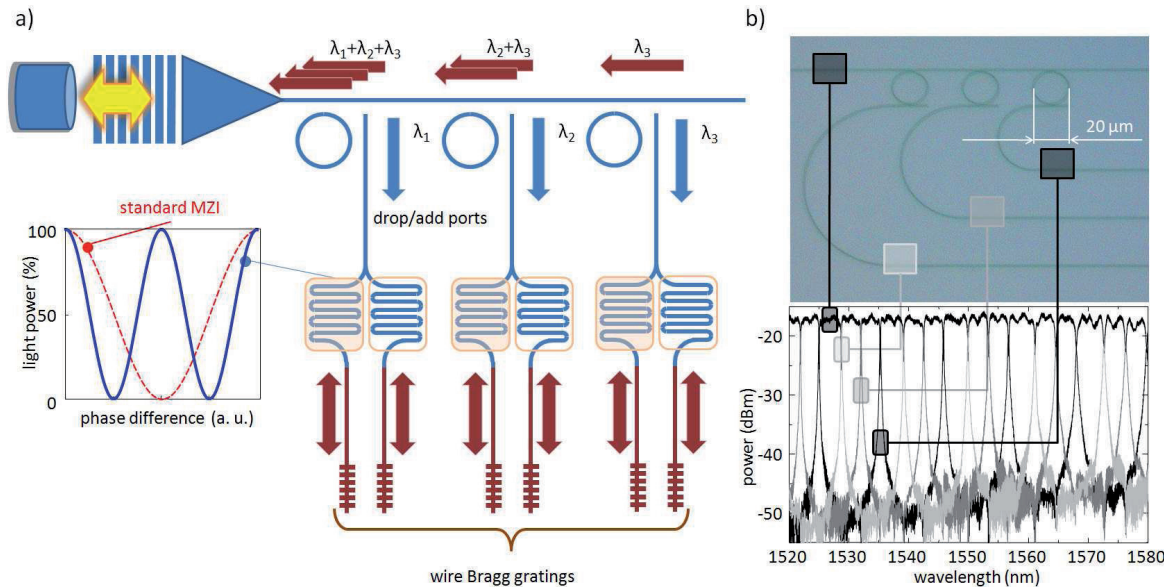 a)
λ₁+λ₂+λ₃
λ₂+λ₃
λ₃
λ₁
λ₂
λ₃
drop/add ports
standard MZI
100
50
0
light power (%)
phase difference (a. u.)
wire Bragg gratings
b)
20 µm
-20
-30
-40
-50
power (dBm)
1520 1530 1540 1550 1560 1570 1580
wavelength (nm)